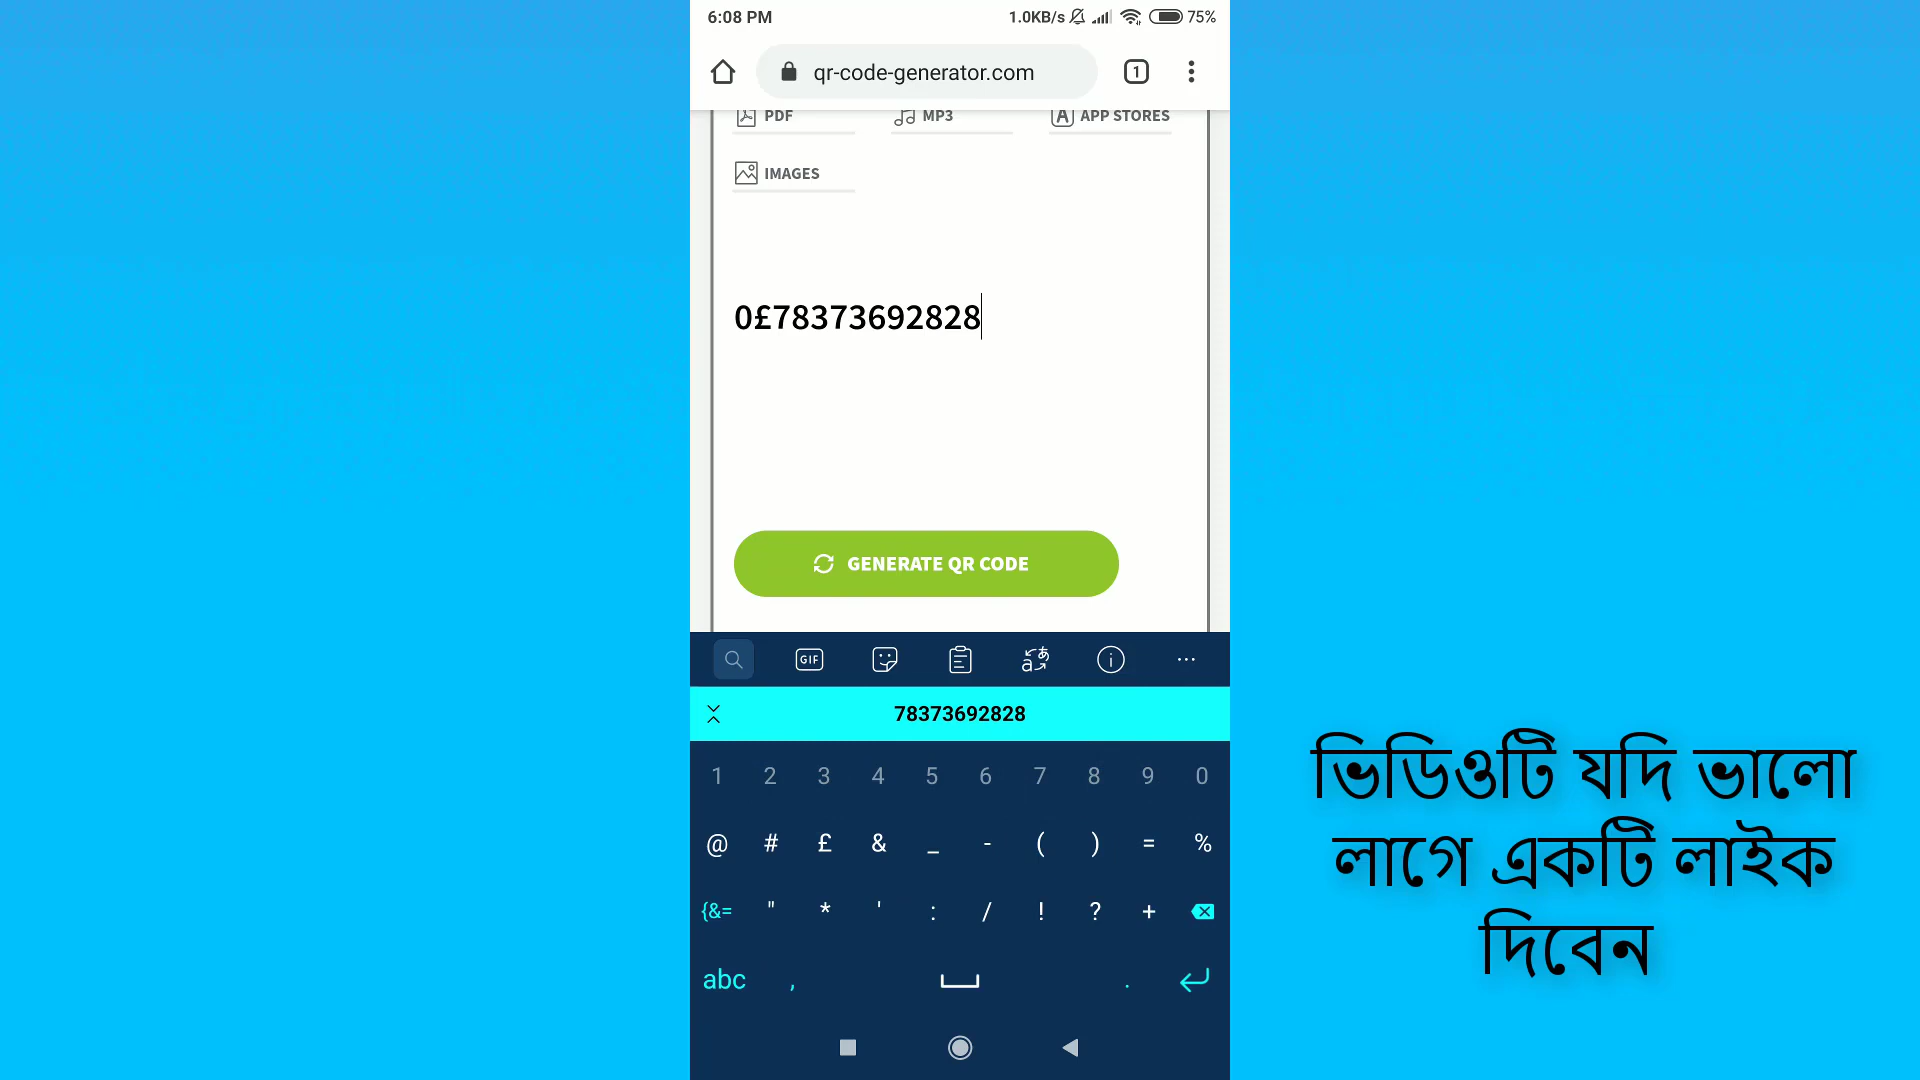 6:08 PM 1.0KB/s 75%
qr-code-generator.com 1
PDF MP3 APP STORES
IMAGES
0£78373692828
GENERATE QR CODE
GIF
78373692828
1 2 3 4 5 6 7 8 9 0
@ # £ & _ - ( ) = %
{&= " * ' : / ! ? +
abc , .
ভিডিওটি যদি ভালো
লাগে একটি লাইক
দিবেন